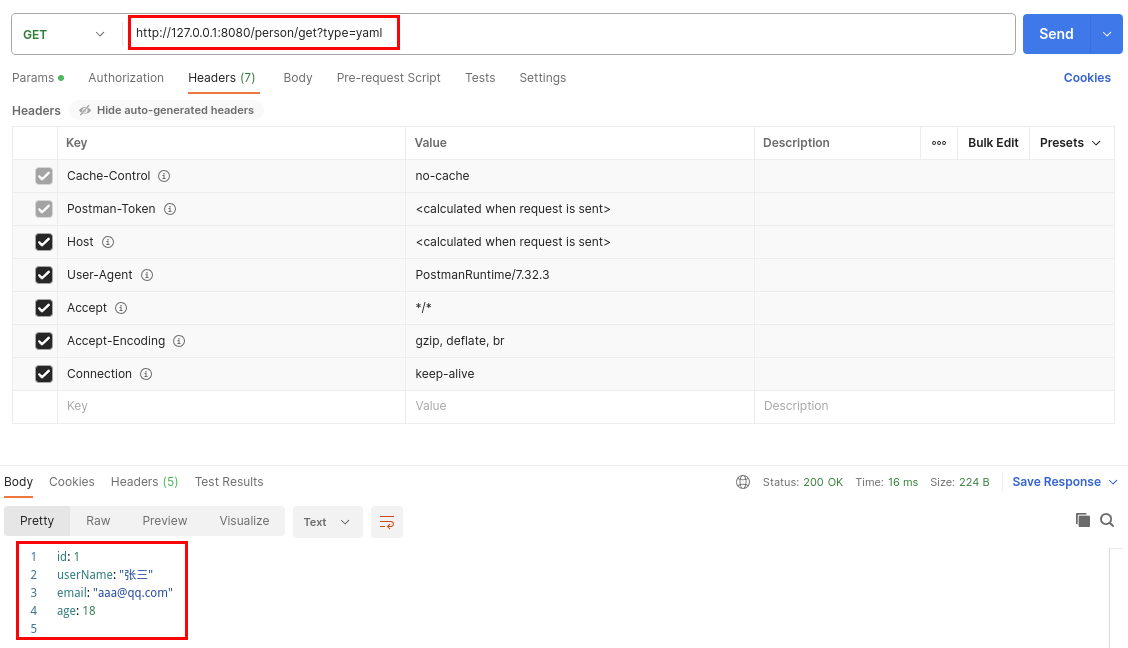 GET http://127.0.0.1:8080/person/get?type=yaml Send
Params Authorization Headers (7) Body Pre-request Script Tests Settings Cookies
Headers Hide auto-generated headers
Key Value Description Bulk Edit Presets
Cache-Control no-cache
Postman-Token <calculated when request is sent>
Host <calculated when request is sent>
User-Agent PostmanRuntime/7.32.3
Accept */*
Accept-Encoding gzip, deflate, br
Connection keep-alive
Key Value Description
Body Cookies Headers (5) Test Results Status: 200 OK Time: 16 ms Size: 224 B Save Response
Pretty Raw Preview Visualize Text
1 id: 1
2 userName: "张三"
3 email: "aaa@qq.com"
4 age: 18
5